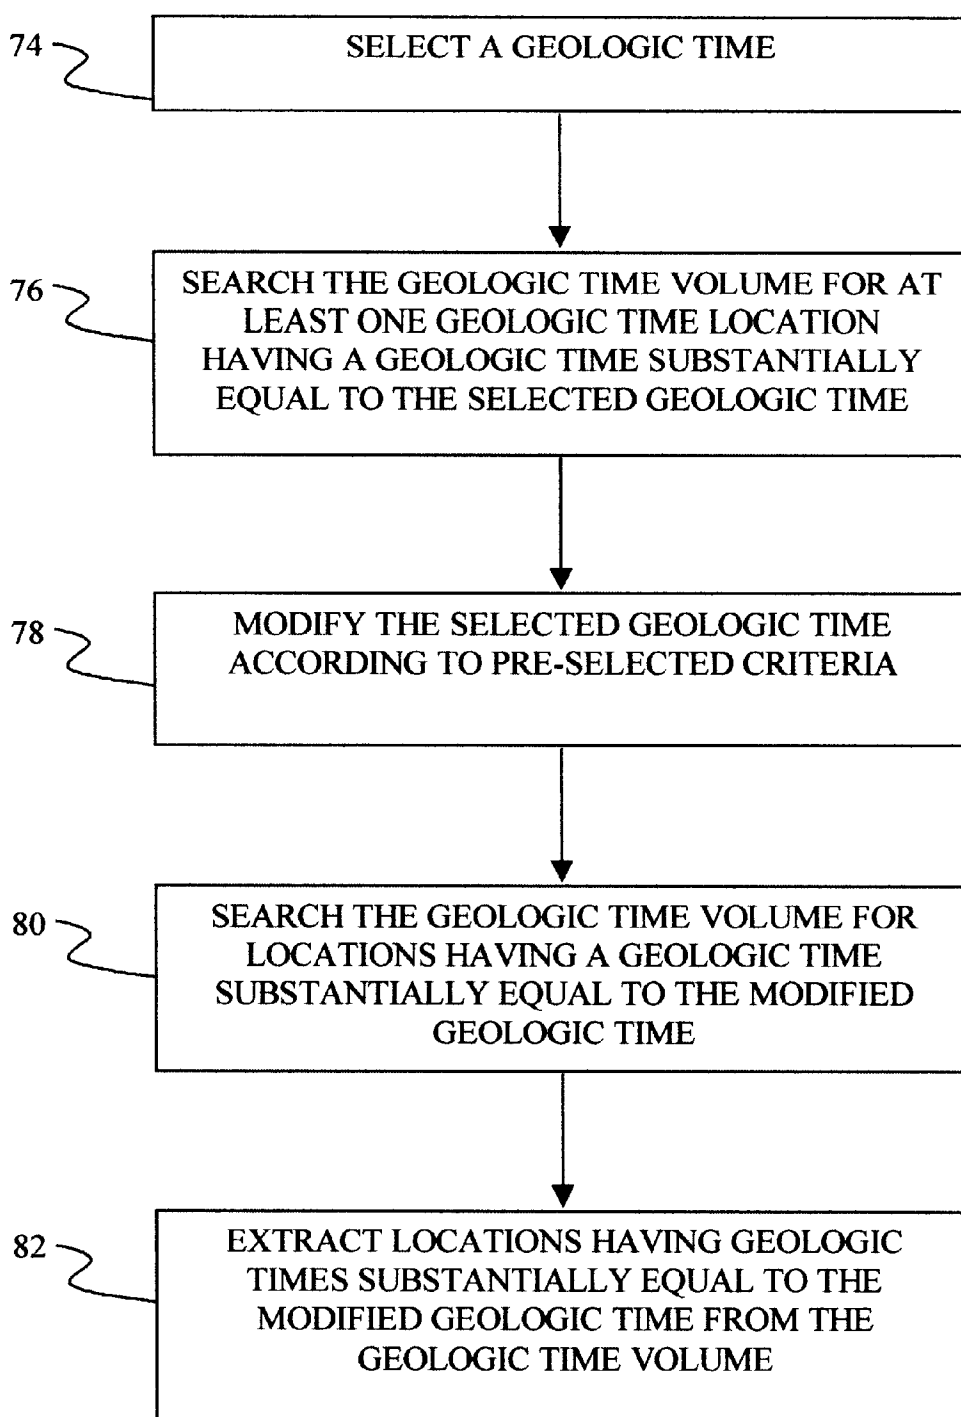 74
SELECT A GEOLOGIC TIME
76
SEARCH THE GEOLOGIC TIME VOLUME FOR AT
LEAST ONE GEOLOGIC TIME LOCATION
HAVING A GEOLOGIC TIME SUBSTANTIALLY
EQUAL TO THE SELECTED GEOLOGIC TIME
78
MODIFY THE SELECTED GEOLOGIC TIME
ACCORDING TO PRE-SELECTED CRITERIA
80
SEARCH THE GEOLOGIC TIME VOLUME FOR
LOCATIONS HAVING A GEOLOGIC TIME
SUBSTANTIALLY EQUAL TO THE MODIFIED
GEOLOGIC TIME
82
EXTRACT LOCATIONS HAVING GEOLOGIC
TIMES SUBSTANTIALLY EQUAL TO THE
MODIFIED GEOLOGIC TIME FROM THE
GEOLOGIC TIME VOLUME